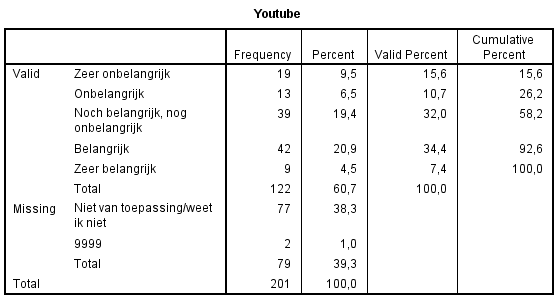 Youtube
Frequency Percent Valid Percent Cumulative Percent
Valid Zeer onbelangrijk 19 9,5 15,6 15,6
Onbelangrijk 13 6,5 10,7 26,2
Noch belangrijk, nog onbelangrijk 39 19,4 32,0 58,2
Belangrijk 42 20,9 34,4 92,6
Zeer belangrijk 9 4,5 7,4 100,0
Total 122 60,7 100,0
Missing Niet van toepassing/weet ik niet 77 38,3
9999 2 1,0
Total 79 39,3
Total 201 100,0